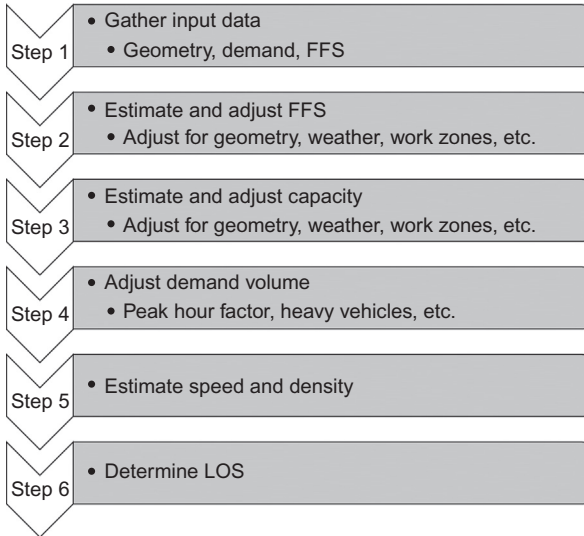 Step 1
• Gather input data
• Geometry, demand, FFS
Step 2
• Estimate and adjust FFS
• Adjust for geometry, weather, work zones, etc.
Step 3
• Estimate and adjust capacity
• Adjust for geometry, weather, work zones, etc.
Step 4
• Adjust demand volume
• Peak hour factor, heavy vehicles, etc.
Step 5
• Estimate speed and density
Step 6
• Determine LOS